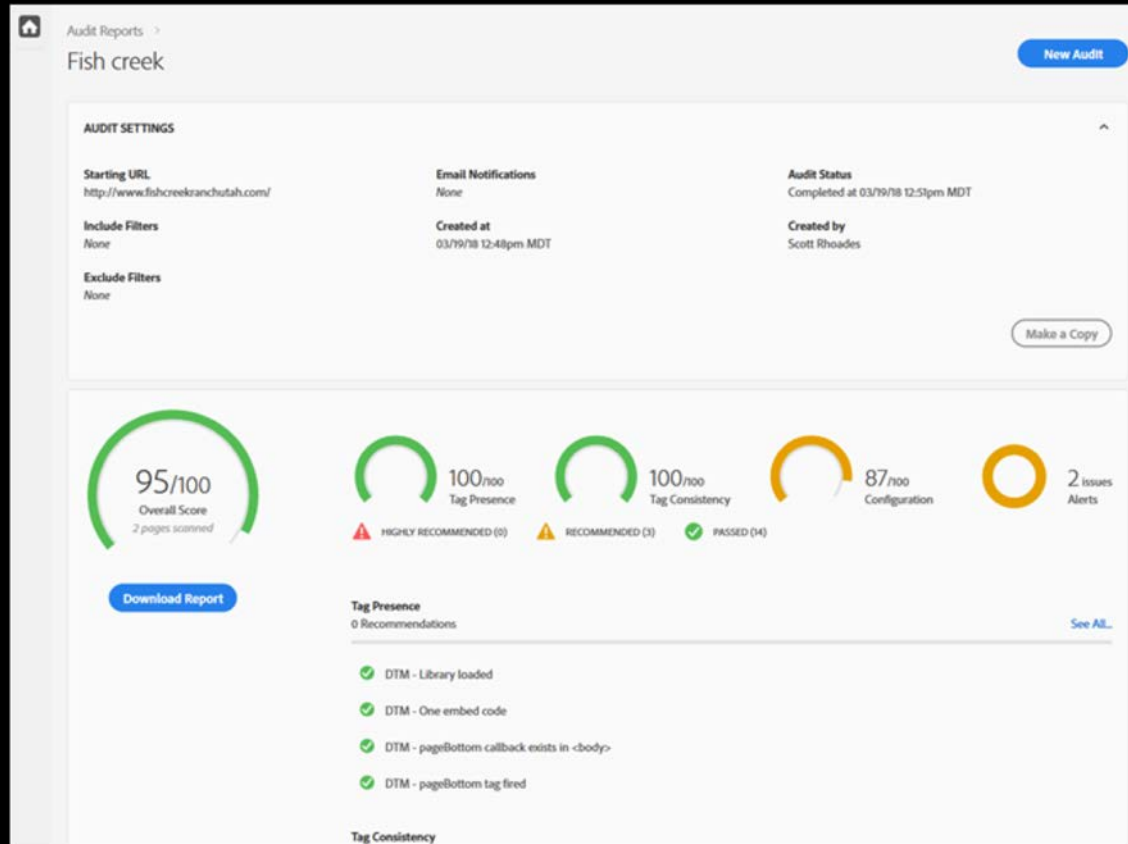 Audit Reports >
Fish creek
New Audit
AUDIT SETTINGS
Starting URL
http://www.fishcreekranchutah.com/
Email Notifications
None
Audit Status
Completed at 03/19/18 12:51pm MDT
Include Filters
None
Created at
03/19/18 12:48pm MDT
Created by
Scott Rhoades
Exclude Filters
None
Make a Copy
95/100
Overall Score
2 pages scanned
Download Report
100/100
Tag Presence
100/100
Tag Consistency
87/100
Configuration
2 issues
Alerts
HIGHLY RECOMMENDED (0)
RECOMMENDED (3)
PASSED (14)
Tag Presence
0 Recommendations
See All...
DTM - Library loaded
DTM - One embed code
DTM - pageBottom callback exists in <body>
DTM - pageBottom tag fired
Tag Consistency